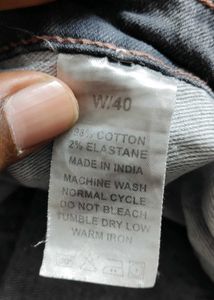 W/40
98% COTTON
2% ELASTANE
MADE IN INDIA
MACHINE WASH
NORMAL CYCLE
DO NOT BLEACH
TUMBLE DRY LOW
WARM IRON